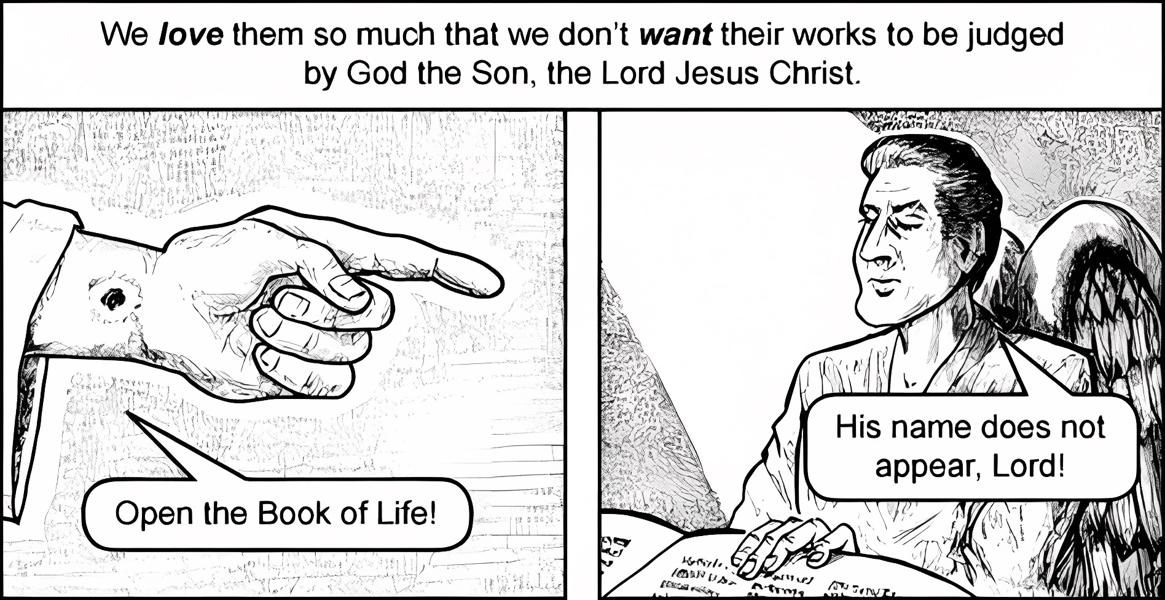 We love them so much that we don't want their works to be judged
by God the Son, the Lord Jesus Christ.
Open the Book of Life!
His name does not
appear, Lord!